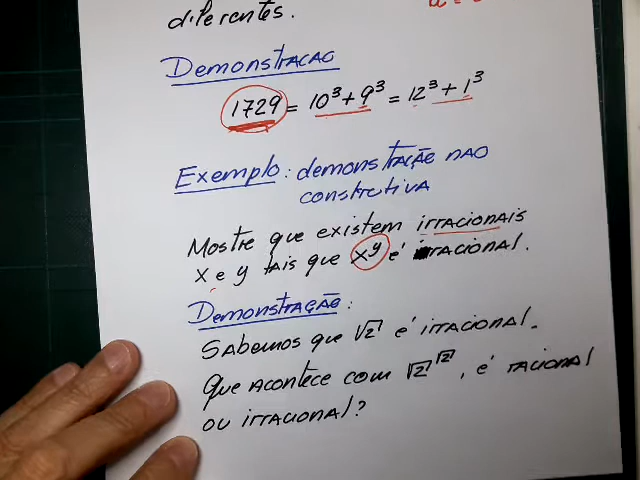 diferentes.
Demonstracao
1729 = 10³ + 9³ = 12³ + 1³
Exemplo: demonstração nao
construtiva
Mostre que existem irracionais
x e y tais que x^y é racional.
Demonstração:
Sabemos que √2 é irracional.
Que acontece com √2^√2, é racional
ou irracional?